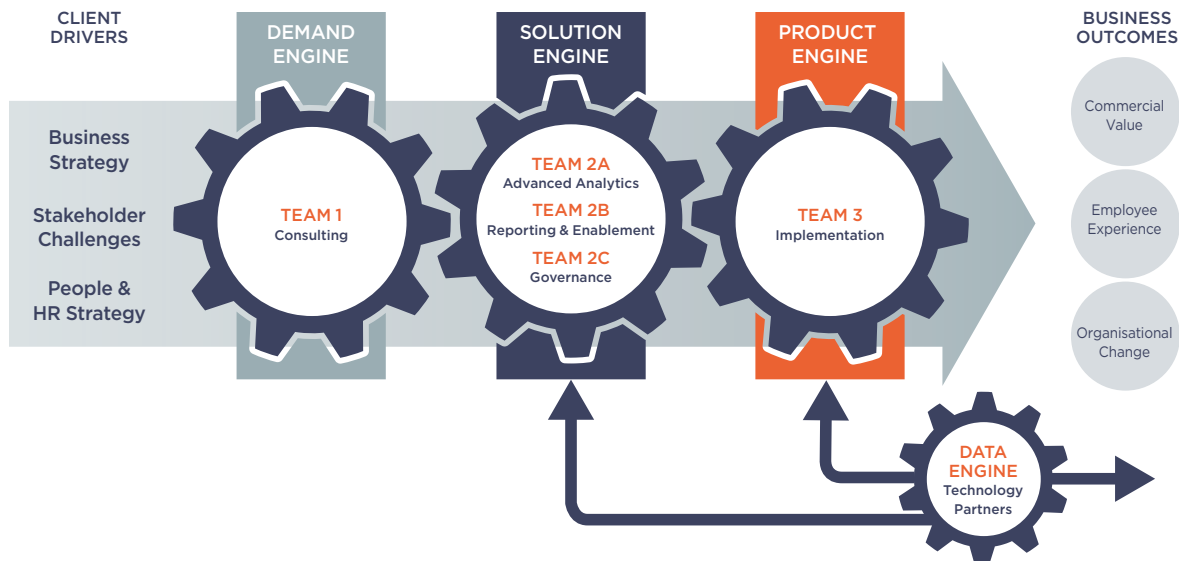 CLIENT
DRIVERS
DEMAND
ENGINE
SOLUTION
ENGINE
PRODUCT
ENGINE
BUSINESS
OUTCOMES
Business
Strategy
Stakeholder
Challenges
People &
HR Strategy
TEAM 1
Consulting
TEAM 2A
Advanced Analytics
TEAM 2B
Reporting & Enablement
TEAM 2C
Governance
TEAM 3
Implementation
Commercial
Value
Employee
Experience
Organisational
Change
DATA
ENGINE
Technology
Partners